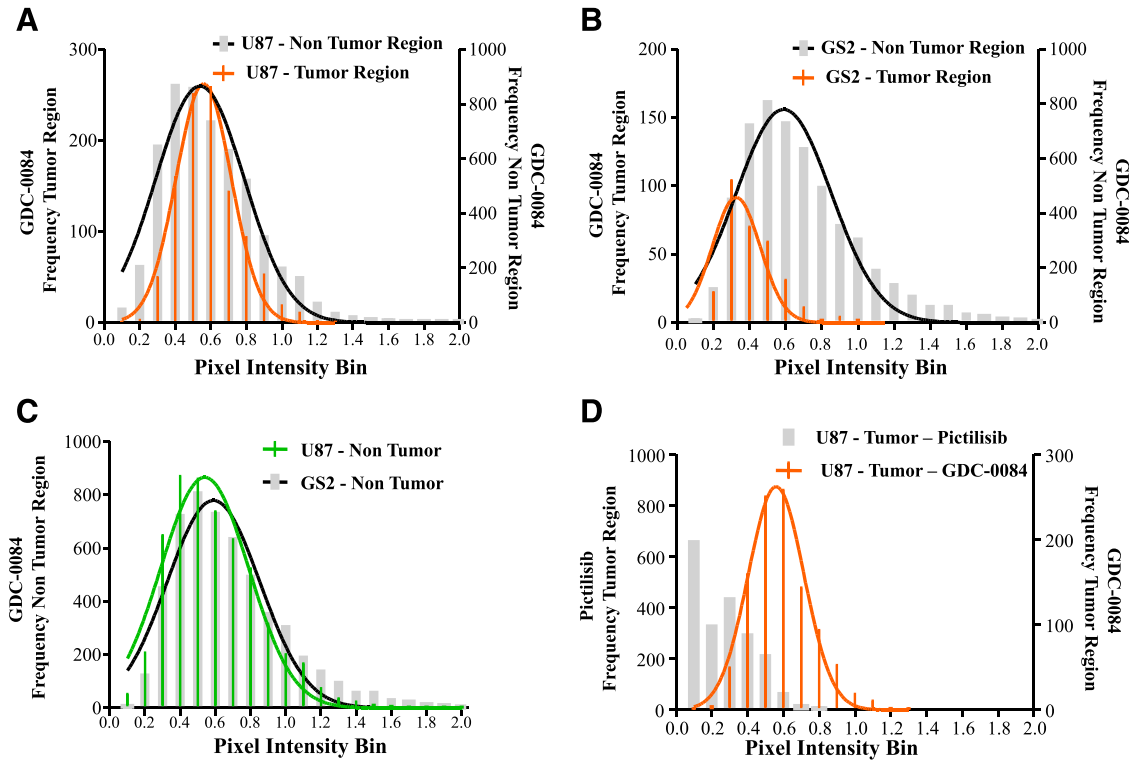 A
U87 - Non Tumor Region
U87 - Tumor Region
GDC-0084
Frequency Tumor Region
300
200
100
0
1000
800
600
400
200
0
GDC-0084
Frequency Non Tumor Region
0.2 0.4 0.6 0.8 1.0 1.2 1.4 1.6 1.8 2.0
Pixel Intensity Bin
B
GS2 - Non Tumor Region
GS2 - Tumor Region
GDC-0084
Frequency Tumor Region
200
150
100
50
0
1000
800
600
400
200
0
GDC-0084
Frequency Non Tumor Region
0.0 0.2 0.4 0.6 0.8 1.0 1.2 1.4 1.6 1.8 2.0
Pixel Intensity Bin
C
U87 - Non Tumor
GS2 - Non Tumor
GDC-0084
Frequency Non Tumor Region
1000
800
600
400
200
0
0.0 0.2 0.4 0.6 0.8 1.0 1.2 1.4 1.6 1.8 2.0
Pixel Intensity Bin
D
U87 - Tumor – Pictilisib
U87 - Tumor – GDC-0084
Pictilisib
Frequency Tumor Region
1000
800
600
400
200
0
300
200
100
0
GDC-0084
Frequency Tumor Region
0.0 0.2 0.4 0.6 0.8 1.0 1.2 1.4 1.6 1.8 2.0
Pixel Intensity Bin